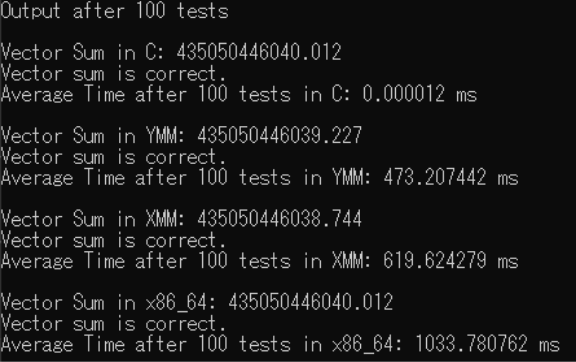 Output after 100 tests
Vector Sum in C: 435050446040.012
Vector sum is correct.
Average Time after 100 tests in C: 0.000012 ms
Vector Sum in YMM: 435050446039.227
Vector sum is correct.
Average Time after 100 tests in YMM: 473.207442 ms
Vector Sum in XMM: 435050446038.744
Vector sum is correct.
Average Time after 100 tests in XMM: 619.624279 ms
Vector Sum in x86_64: 435050446040.012
Vector sum is correct.
Average Time after 100 tests in x86_64: 1033.780762 ms